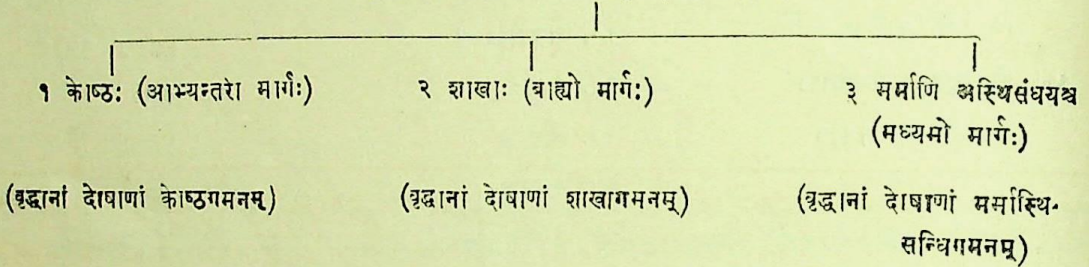 १ कोष्ठः (आभ्यन्तरो मार्गः) २ शाखाः (ब्राह्यो मार्गः) ३ मर्माणि अस्थिसंधयश्च
(मध्यमो मार्गः)
(वृद्धानां दोषाणां कोष्ठगमनम्) (वृद्धानां दोषाणां शाखागमनम्) (वृद्धानां दोषाणां मर्मास्थि-
सन्धिगमनम्)